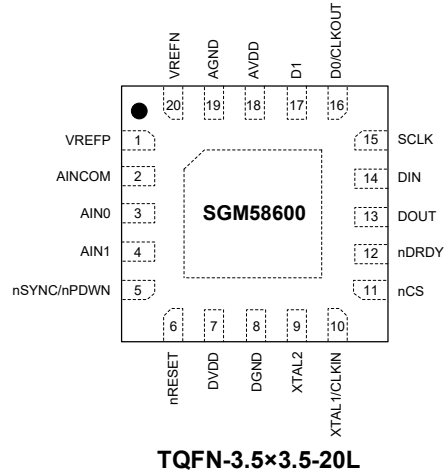 VREFN
AGND
AVDD
D1
D0/CLKOUT
20
19
18
17
16
VREFP
1
15
SCLK
AINCOM
2
14
DIN
AIN0
3
SGM58600
13
DOUT
AIN1
4
12
nDRDY
nSYNC/nPDWN
5
11
nCS
6
7
8
9
10
nRESET
DVDD
DGND
XTAL2
XTAL1/CLKIN
TQFN-3.5×3.5-20L